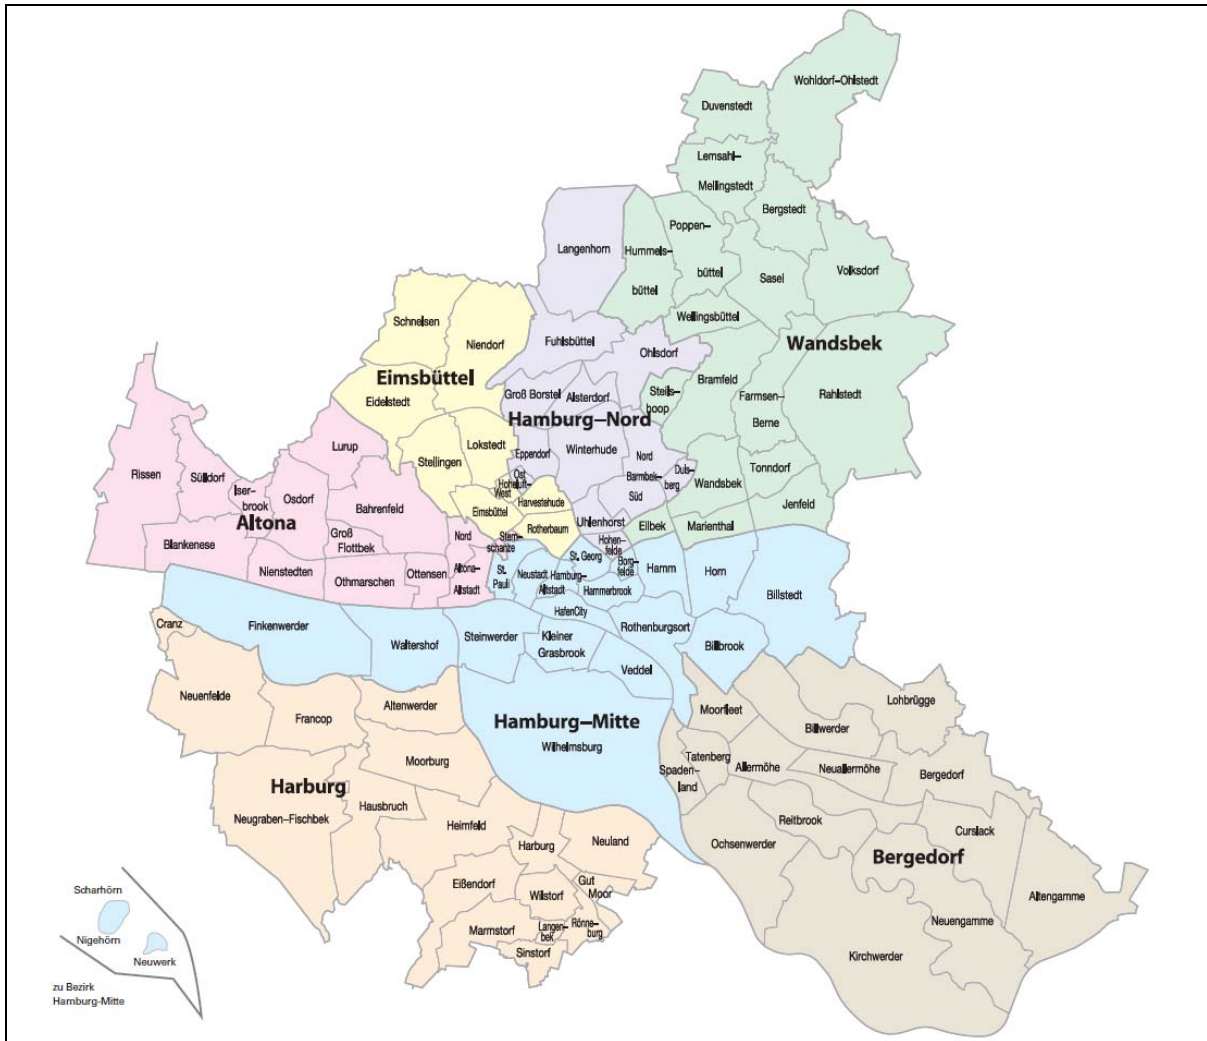 Wohldorf–Ohlstedt
Duvenstedt
Lemsahl–
Mellingstedt
Bergstedt
Poppen–
büttel
Hummels–
büttel
Langenhorn
Sasel
Volksdorf
Wellingsbüttel
Wandsbek
Schnelsen
Niendorf
Fuhlsbüttel
Ohlsdorf
Eimsbüttel
Eidelstedt
Groß Borstel
Alsterdorf
Steils–
hoop
Bramfeld
Farmsen–
Berne
Rahlstedt
Hamburg–Nord
Lurup
Lokstedt
Stellingen
Eppendorf
Winterhude
Nord
Barmbek–
Süd
Duls–
berg
Wandsbek
Tonndorf
Jenfeld
Rissen
Sülldorf
Iser–
brook
Osdorf
Bahrenfeld
Altona
Groß
Flottbek
Ost
Hoheluft–
West
Harvestehude
Eimsbüttel
Rotherbaum
Uhlenhorst
Eilbek
Marienthal
Blankenese
Nienstedten
Othmarschen
Ottensen
Nord
Altona–
Altstadt
Stern–
schanze
St.
Pauli
Neustadt
Hamburg–
Altstadt
St. Georg
Hammerbrook
Hohen–
felde
Borg–
felde
Hamm
Horn
Billstedt
HafenCity
Cranz
Finkenwerder
Waltershof
Steinwerder
Kleiner
Grasbrook
Rothenburgsort
Billbrook
Veddel
Neuenfelde
Francop
Altenwerder
Hamburg–Mitte
Wilhelmsburg
Moorfleet
Lohbrügge
Billwerder
Moorburg
Spaden–
land
Tatenberg
Allermöhe
Neuallermöhe
Bergedorf
Harburg
Neugraben–Fischbek
Hausbruch
Heimfeld
Harburg
Neuland
Ochsenwerder
Reitbrook
Curslack
Bergedorf
Eißendorf
Wilstorf
Gut
Moor
Altengamme
Neuengamme
Marmstorf
Langen–
bek
Rönne–
burg
Sinstorf
Kirchwerder
Scharhörn
Nigehörn
Neuwerk
zu Bezirk
Hamburg-Mitte